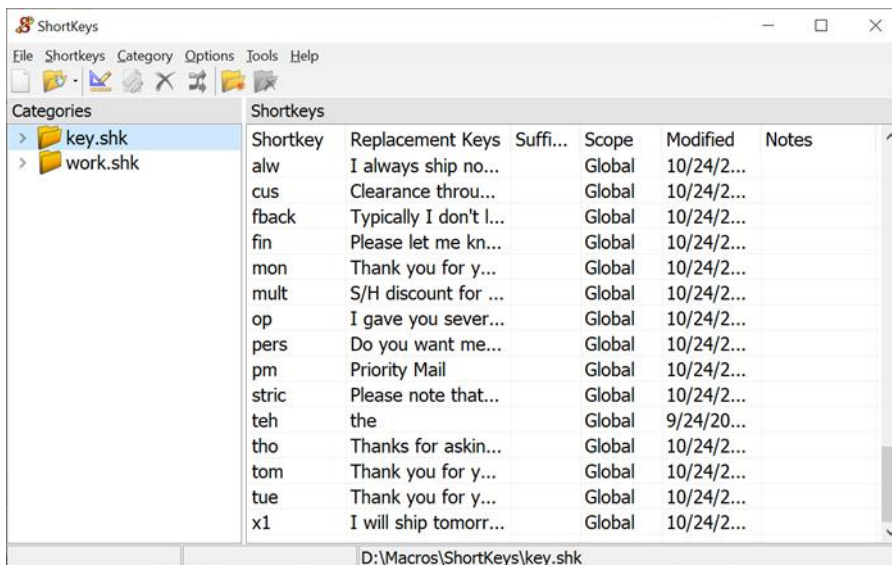 ShortKeys
File Shortkeys Category Options Tools Help
Categories Shortkeys
key.shk
work.shk
Shortkey Replacement Keys Suffi... Scope Modified Notes
alw I always ship no... Global 10/24/2...
cus Clearance throu... Global 10/24/2...
fback Typically I don't l... Global 10/24/2...
fin Please let me kn... Global 10/24/2...
mon Thank you for y... Global 10/24/2...
mult S/H discount for ... Global 10/24/2...
op I gave you sever... Global 10/24/2...
pers Do you want me... Global 10/24/2...
pm Priority Mail Global 10/24/2...
stric Please note that... Global 10/24/2...
teh the Global 9/24/20...
tho Thanks for askin... Global 10/24/2...
tom Thank you for y... Global 10/24/2...
tue Thank you for y... Global 10/24/2...
x1 I will ship tomorr... Global 10/24/2...
D:\Macros\ShortKeys\key.shk